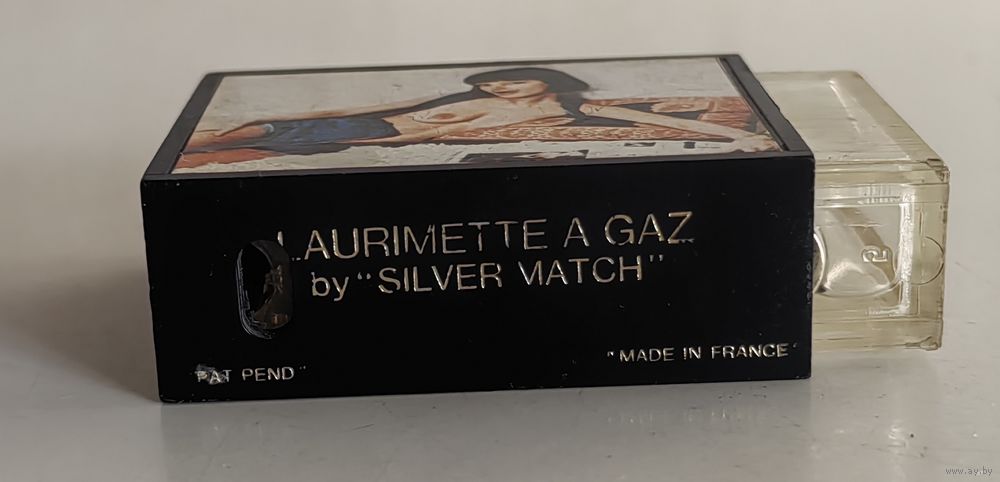 LAURIMETTE A GAZ
by "SILVER MATCH"
"PAT PEND"
"MADE IN FRANCE"
www.ay.by